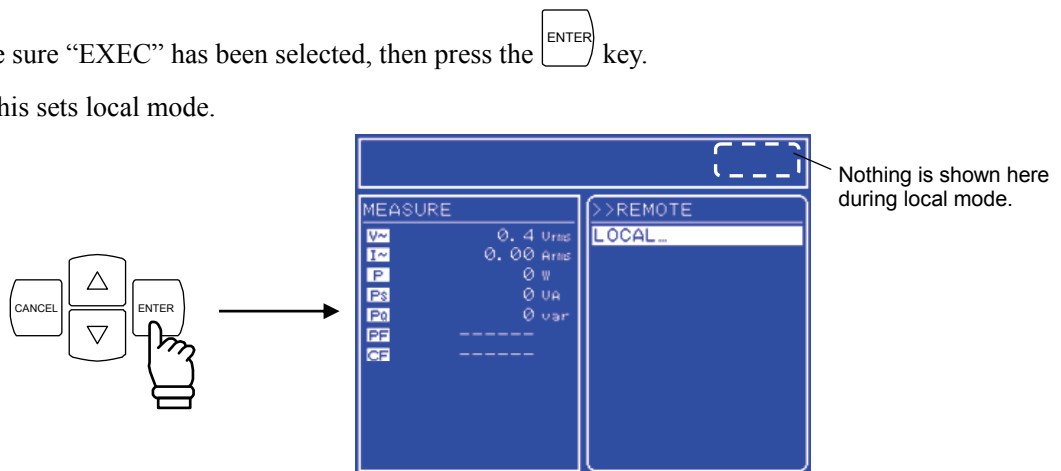 e sure “EXEC” has been selected, then press the ENTER key.
his sets local mode.
Nothing is shown here
during local mode.
MEASURE
V~ 0.4 Vrms
I~ 0.00 Arms
P 0 W
Ps 0 VA
PQ 0 var
PF ------
CF ------
>>REMOTE
LOCAL…
CANCEL
ENTER